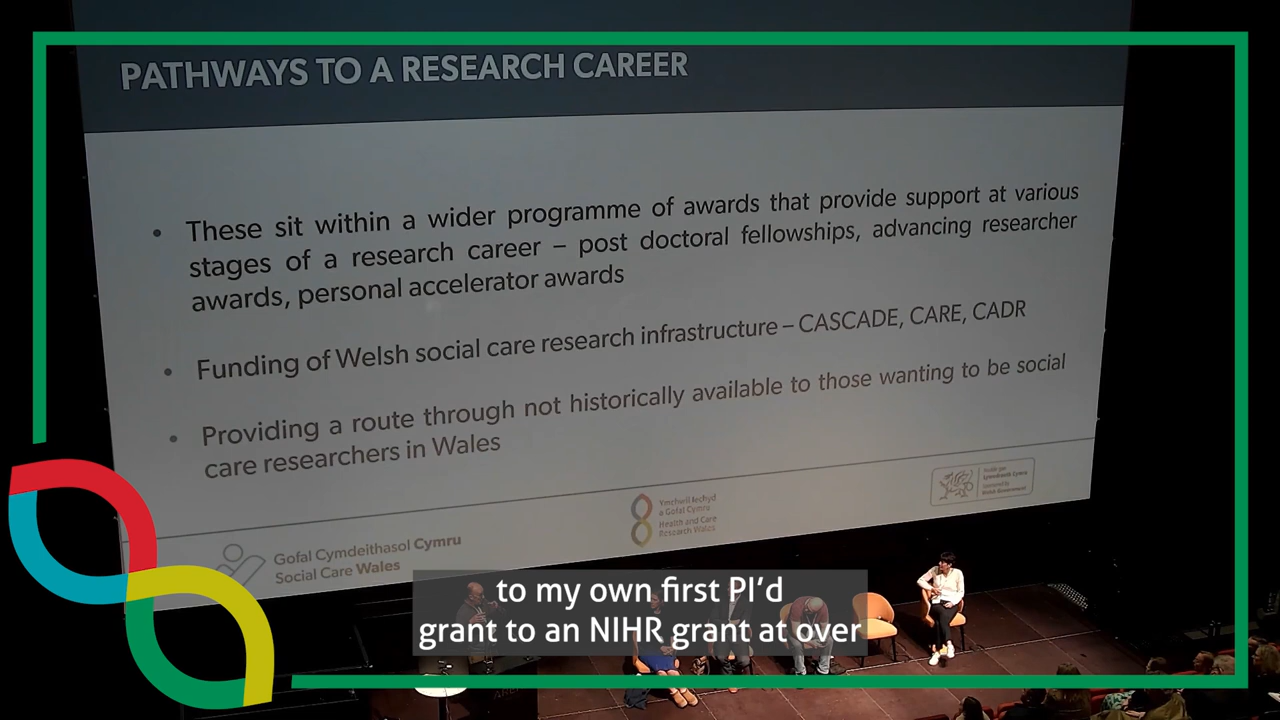 PATHWAYS TO A RESEARCH CAREER
• These sit within a wider programme of awards that provide support at various
stages of a research career – post doctoral fellowships, advancing researcher
awards, personal accelerator awards
• Funding of Welsh social care research infrastructure – CASCADE, CARE, CADR
• Providing a route through not historically available to those wanting to be social
care researchers in Wales
Gofal Cymdeithasol Cymru
Social Care Wales
Ymchwil Iechyd
a Gofal Cymru
Health and Care
Research Wales
Llywodraeth Cymru
Welsh Government
to my own first PI'd
grant to an NIHR grant at over